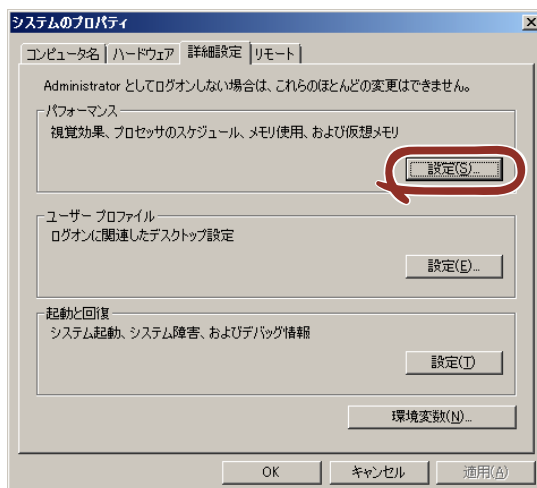 システムのプロパティ
コンピュータ名 ハードウェア 詳細設定 リモート
Administrator としてログオンしない場合は、これらのほとんどの変更はできません。
パフォーマンス
視覚効果、プロセッサのスケジュール、メモリ使用、および仮想メモリ
設定(S)...
ユーザー プロファイル
ログオンに関連したデスクトップ設定
設定(E)...
起動と回復
システム起動、システム障害、およびデバッグ情報
設定(T)
環境変数(N)...
OK キャンセル 適用(A)